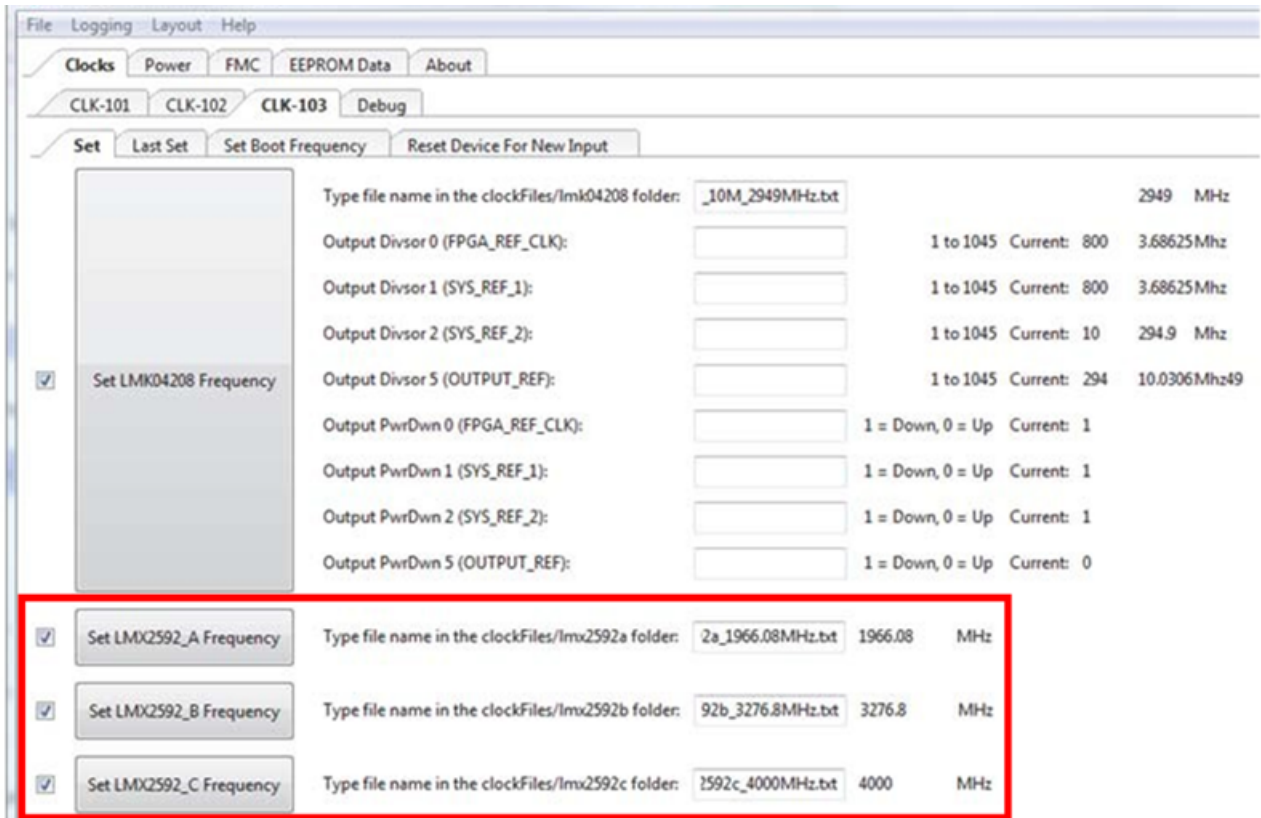 File Logging Layout Help
Clocks Power FMC EEPROM Data About
CLK-101 CLK-102 CLK-103 Debug
Set Last Set Set Boot Frequency Reset Device For New Input
Type file name in the clockFiles/lmk04208 folder: _10M_2949MHz.txt 2949 MHz
Output Divsor 0 (FPGA_REF_CLK): 1 to 1045 Current: 800 3.68625Mhz
Output Divsor 1 (SYS_REF_1): 1 to 1045 Current: 800 3.68625Mhz
Output Divsor 2 (SYS_REF_2): 1 to 1045 Current: 10 294.9 Mhz
Set LMK04208 Frequency Output Divsor 5 (OUTPUT_REF): 1 to 1045 Current: 294 10.0306Mhz49
Output PwrDwn 0 (FPGA_REF_CLK): 1 = Down, 0 = Up Current: 1
Output PwrDwn 1 (SYS_REF_1): 1 = Down, 0 = Up Current: 1
Output PwrDwn 2 (SYS_REF_2): 1 = Down, 0 = Up Current: 1
Output PwrDwn 5 (OUTPUT_REF): 1 = Down, 0 = Up Current: 0
Set LMX2592_A Frequency Type file name in the clockFiles/lmx2592a folder: 2a_1966.08MHz.txt 1966.08 MHz
Set LMX2592_B Frequency Type file name in the clockFiles/lmx2592b folder: 92b_3276.8MHz.txt 3276.8 MHz
Set LMX2592_C Frequency Type file name in the clockFiles/lmx2592c folder: 2592c_4000MHz.txt 4000 MHz